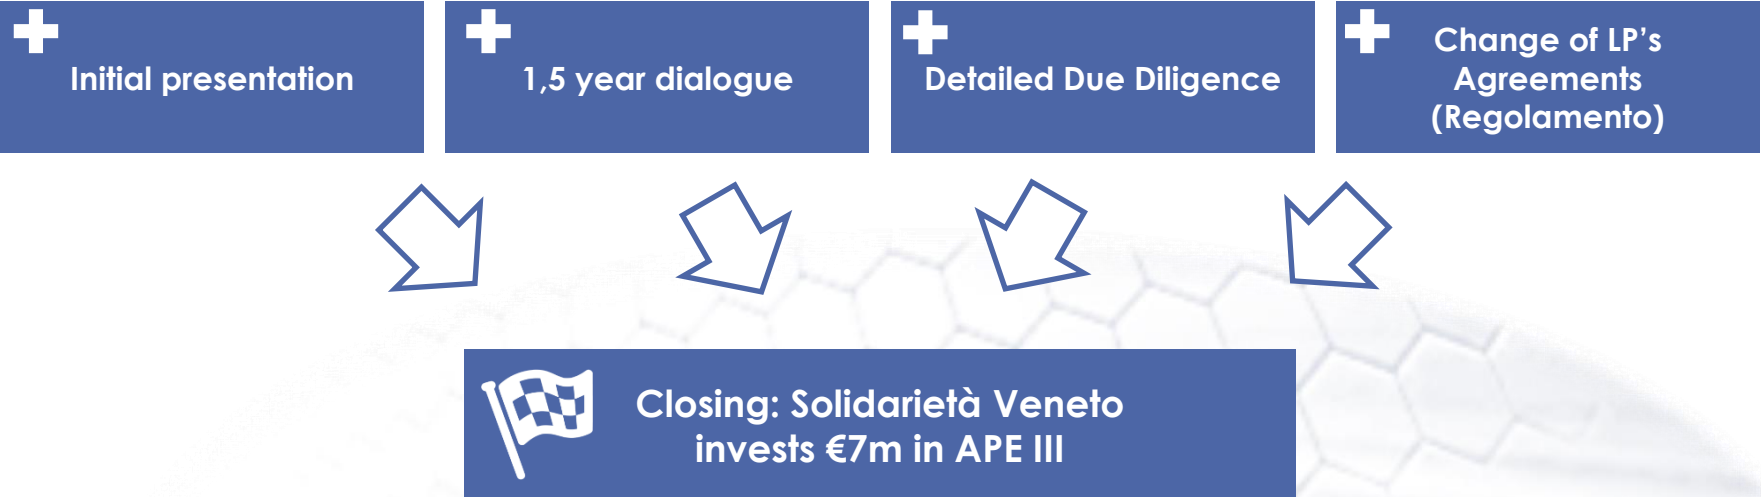 Initial presentation
1,5 year dialogue
Detailed Due Diligence
Change of LP’s
Agreements
(Regolamento)
Closing: Solidarietà Veneto
invests €7m in APE III